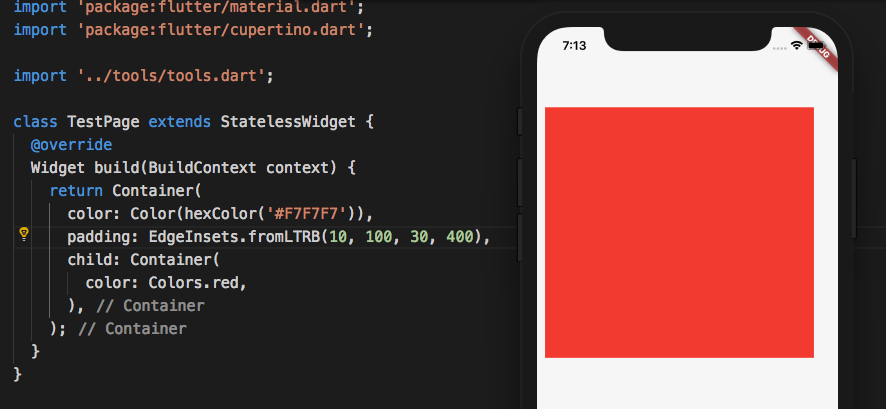 import 'package:flutter/material.dart';
import 'package:flutter/cupertino.dart';
import '../tools/tools.dart';
class TestPage extends StatelessWidget {
@override
Widget build(BuildContext context) {
return Container(
color: Color(hexColor('#F7F7F7')),
padding: EdgeInsets.fromLTRB(10, 100, 30, 400),
child: Container(
color: Colors.red,
), // Container
); // Container
}
}
7:13
DEBUG